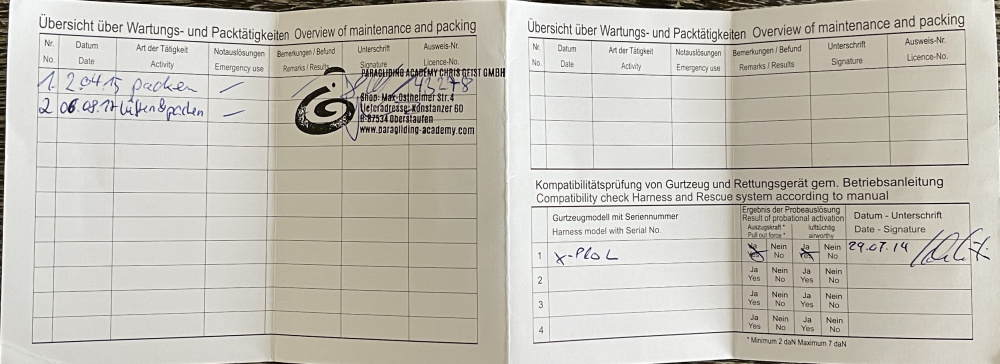 Übersicht über Wartungs- und Packtätigkeiten Overview of maintenance and packing
Nr. Datum Art der Tätigkeit Notauslösungen Bemerkungen / Befund Unterschrift Ausweis-Nr.
No. Date Activity Emergency use Remarks / Results Signature Licence-No.
1. 2.04.15 packen – 43278
2 06.08.17 Lüften & packen –
PARAGLIDING ACADEMY CHRIS GEIST GMBH
Shop: Max-Ostheimer Str. 4
Lieferadresse: Konstanzer 60
D-87534 Oberstaufen
www.paragliding-academy.com
Übersicht über Wartungs- und Packtätigkeiten Overview of maintenance and packing
Nr. Datum Art der Tätigkeit Notauslösungen Bemerkungen / Befund Unterschrift Ausweis-Nr.
No. Date Activity Emergency use Remarks / Results Signature Licence-No.
Kompatibilitätsprüfung von Gurtzeug und Rettungsgerät gem. Betriebsanleitung
Compatibility check Harness and Rescue system according to manual
Gurtzeugmodell mit Seriennummer
Harness model with Serial No.
Ergebnis der Probeauslösung
Result of probational activation
Auszugskraft * lufttüchtig
Pull out force * airworthy
Datum - Unterschrift
Date - Signature
1 X-PRO L Ja Nein Ja Nein 29.07.14
Yes No Yes No
2 Ja Nein Ja Nein
Yes No Yes No
3 Ja Nein Ja Nein
Yes No Yes No
4 Ja Nein Ja Nein
Yes No Yes No
* Minimum 2 daN Maximum 7 daN